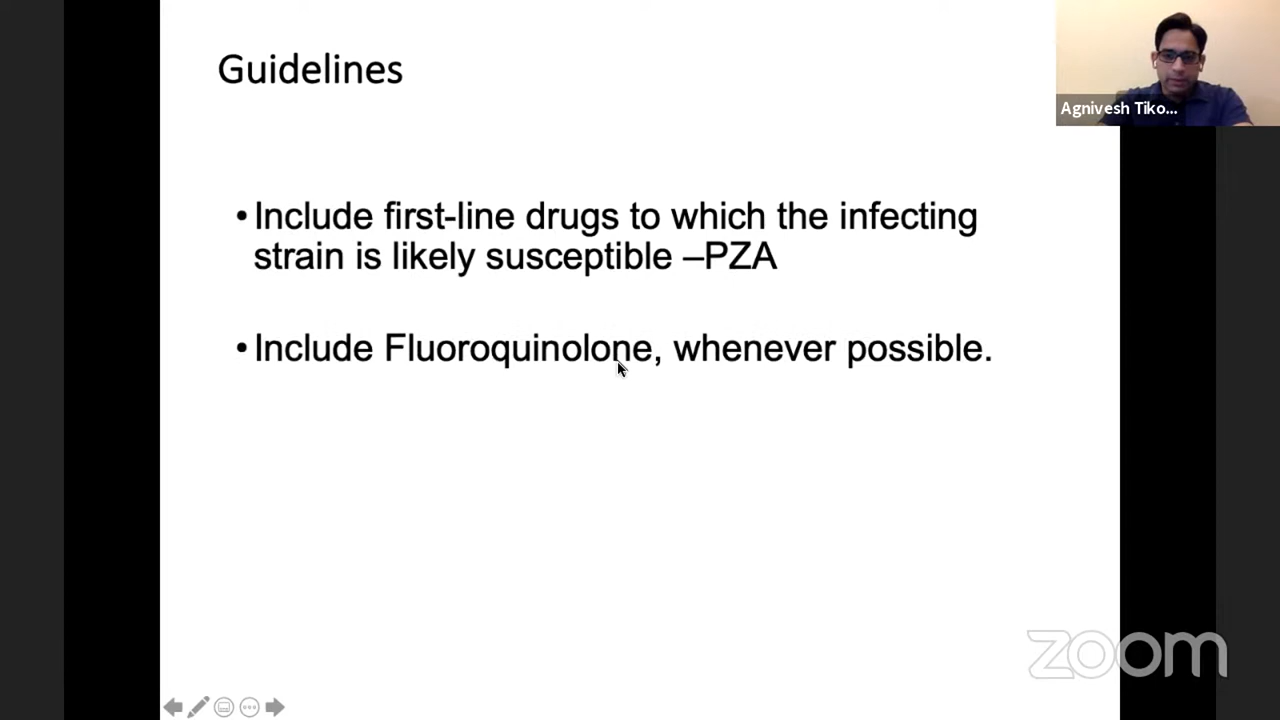 Guidelines
Agnivesh Tiko...
• Include first-line drugs to which the infecting
strain is likely susceptible –PZA
• Include Fluoroquinolone, whenever possible.
zoom